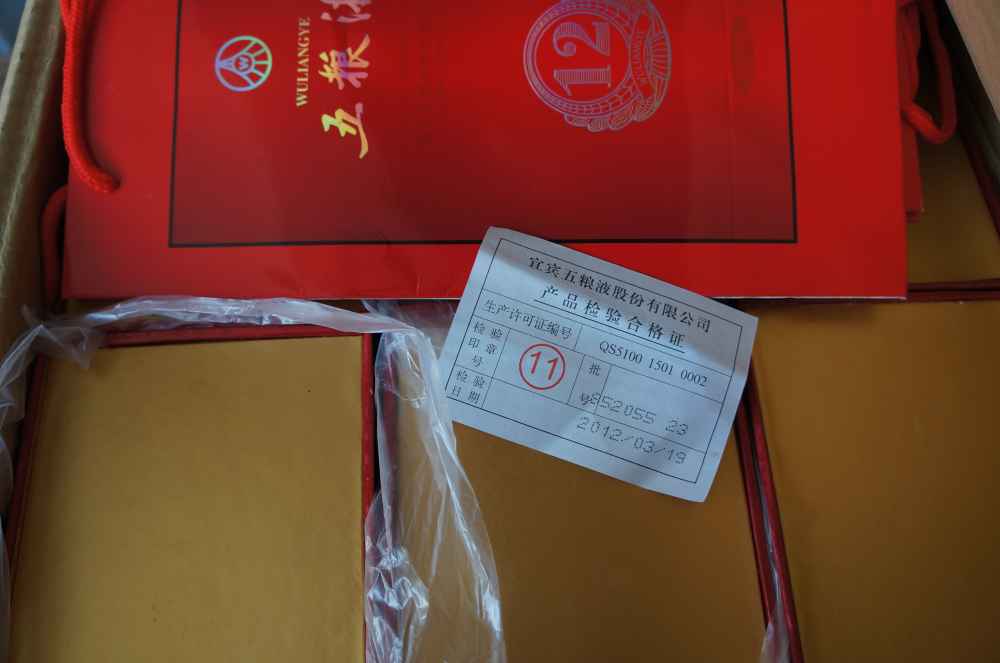 WULIANGYE
五粮液
12
WULIANGYE
宜宾五粮液股份有限公司
产品检验合格证
生产许可证编号 QS5100 1501 0002
检验印章号 11 批号 852055 23
检验日期 2012/03/19